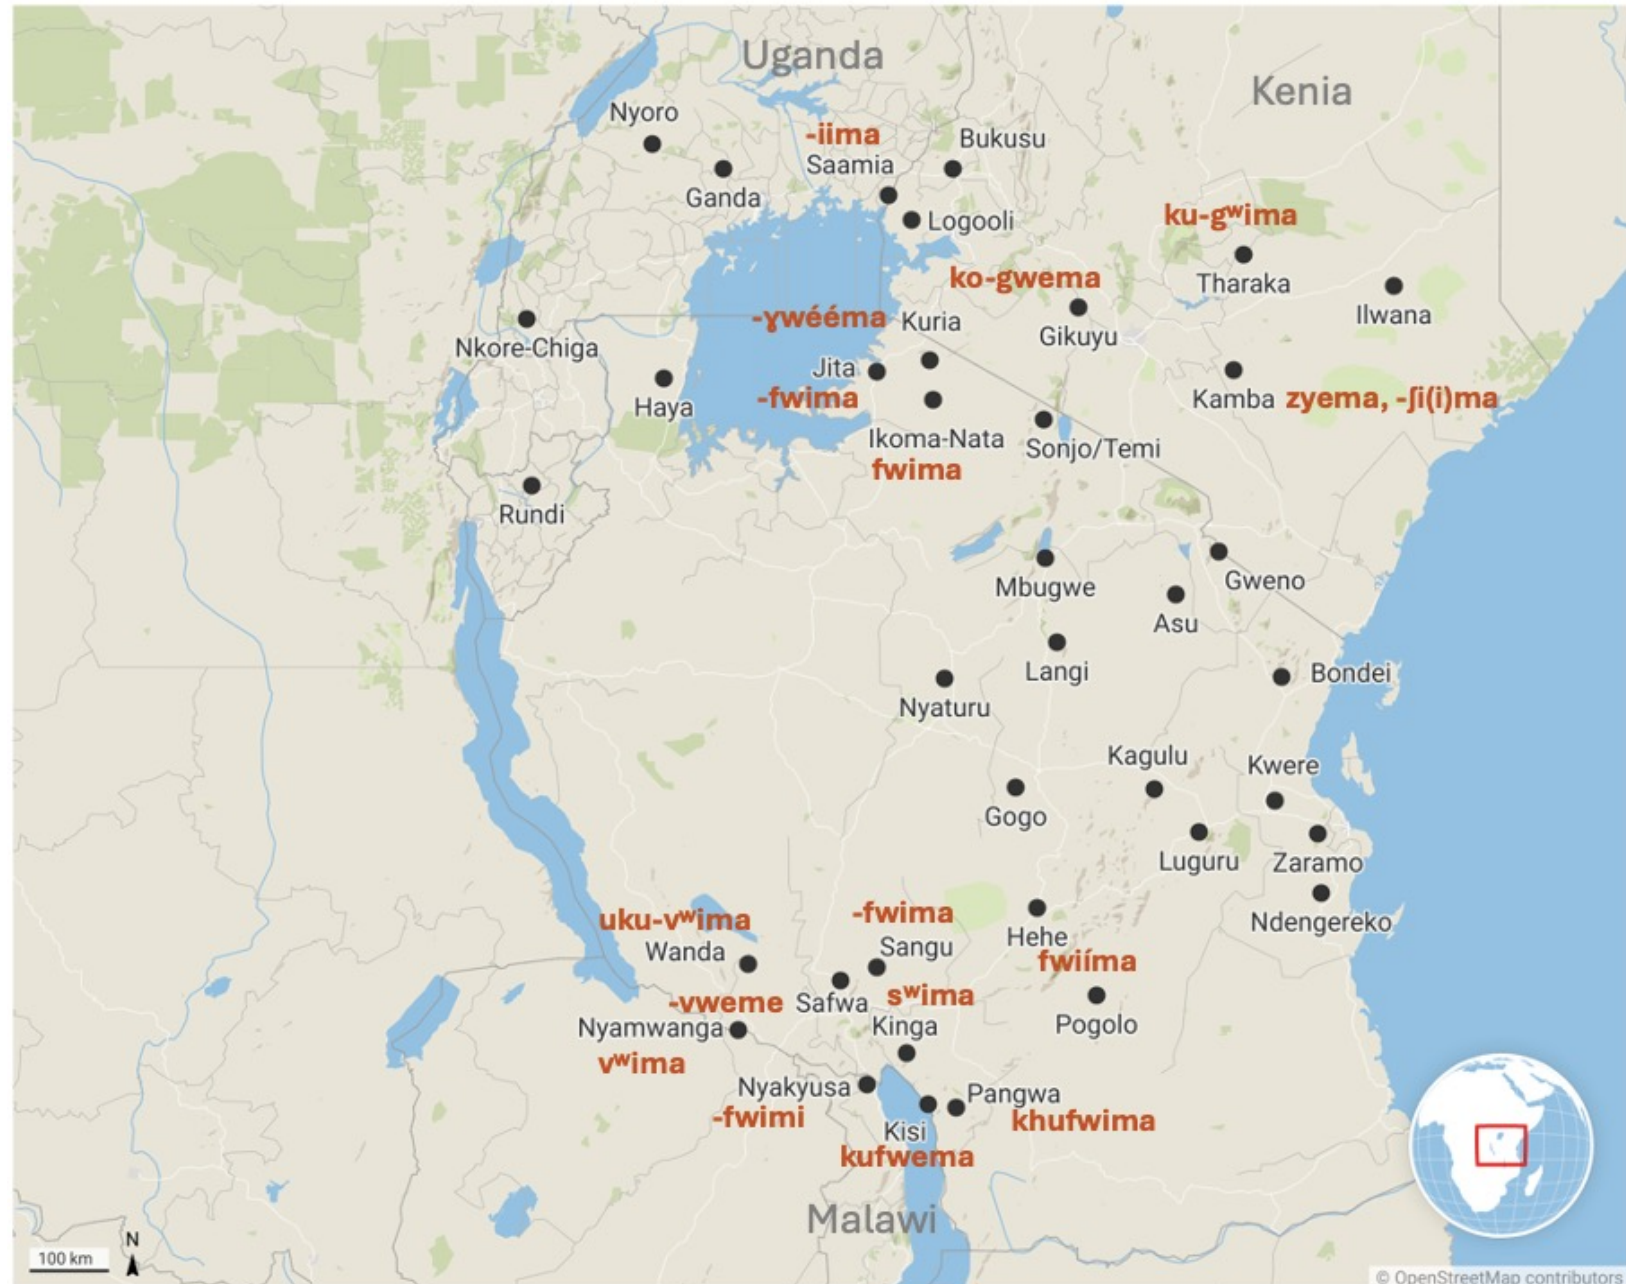 Uganda
Kenia
Nyoro
-iima
Bukusu
Saamia
Ganda
Logooli
ku-gʷima
Tharaka
ko-gwema
Ilwana
-ɣwééma
Kuria
Gikuyu
Nkore-Chiga
Jita
Haya
-fwima
Kamba
zyema, -ʃi(i)ma
Ikoma-Nata
Sonjo/Temi
fwima
Rundi
Mbugwe
Gweno
Asu
Langi
Bondei
Nyaturu
Kagulu
Kwere
Gogo
Luguru
Zaramo
uku-vʷima
-fwima
Ndengereko
Wanda
Sangu
Hehe
fwiíma
-vweme
Safwa
sʷima
Nyamwanga
Kinga
Pogolo
vʷima
Nyakyusa
Pangwa
-fwimi
khufwima
Kisi
kufwema
Malawi
N
100 km
© OpenStreetMap contributors